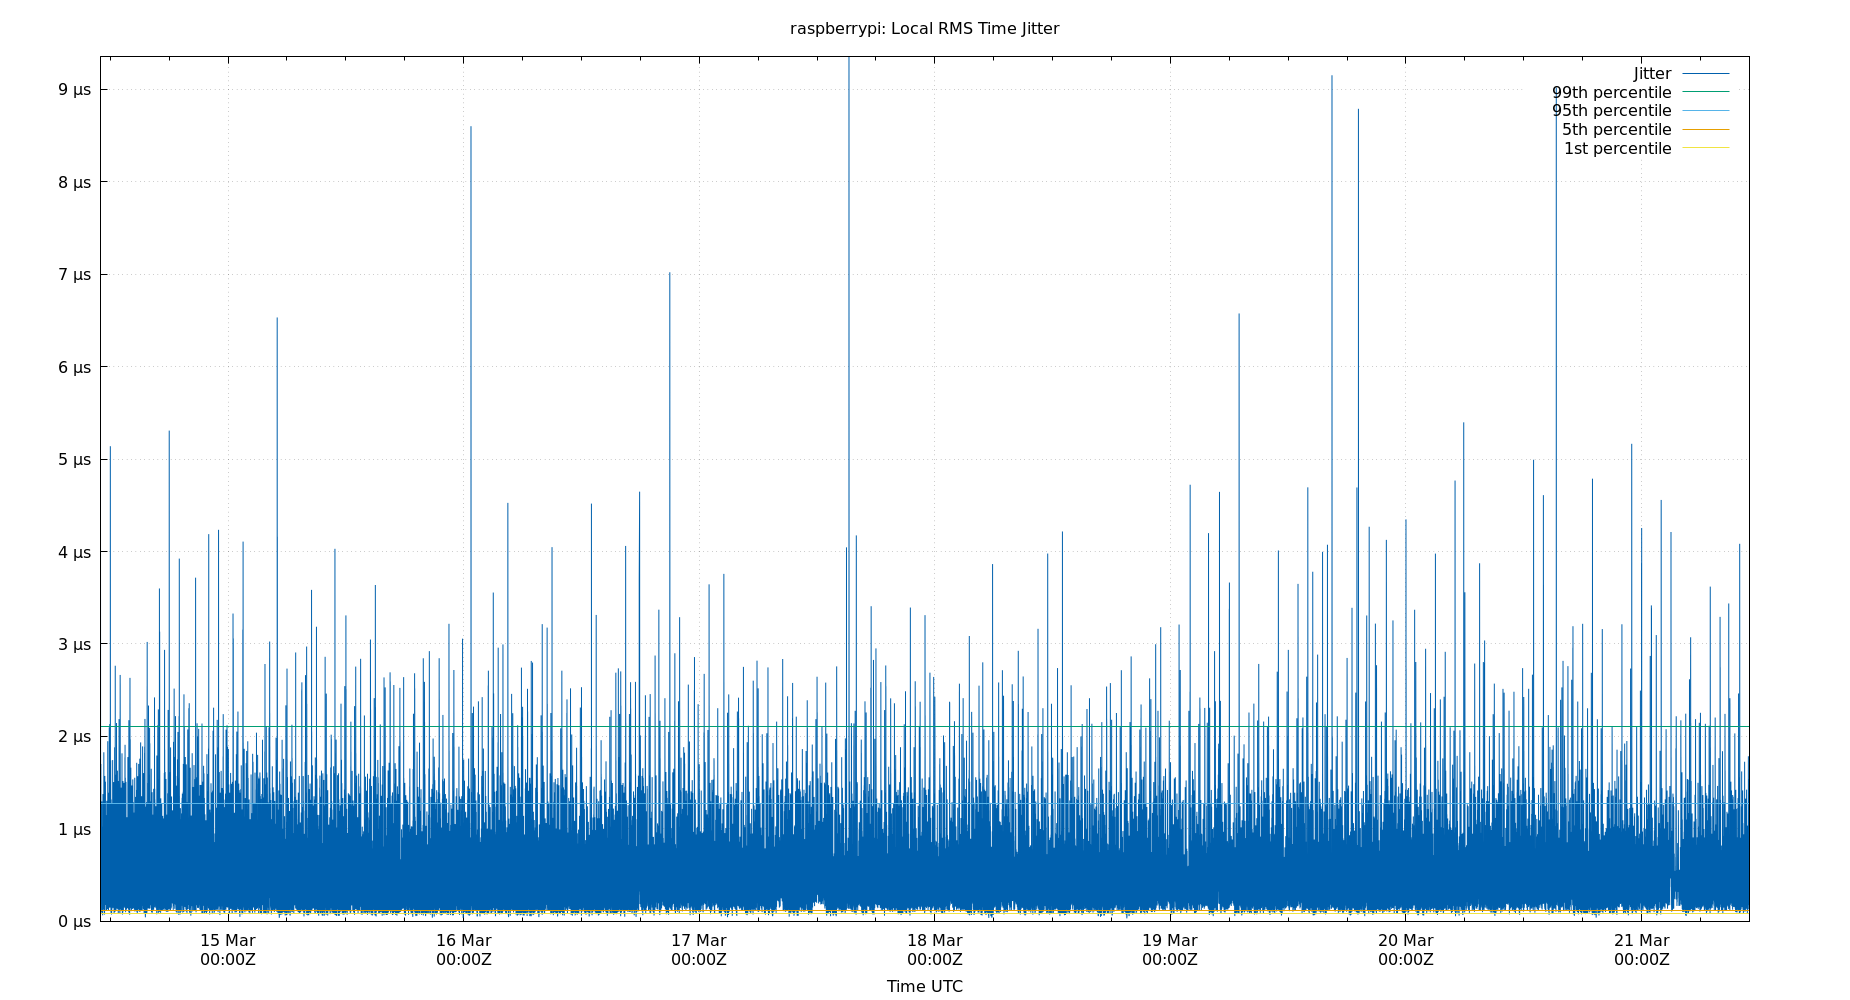 raspberrypi: Local RMS Time Jitter
Jitter
99th percentile
95th percentile
5th percentile
1st percentile
9 µs
8 µs
7 µs
6 µs
5 µs
4 µs
3 µs
2 µs
1 µs
0 µs
15 Mar 16 Mar 17 Mar 18 Mar 19 Mar 20 Mar 21 Mar
00:00Z 00:00Z 00:00Z 00:00Z 00:00Z 00:00Z 00:00Z
Time UTC